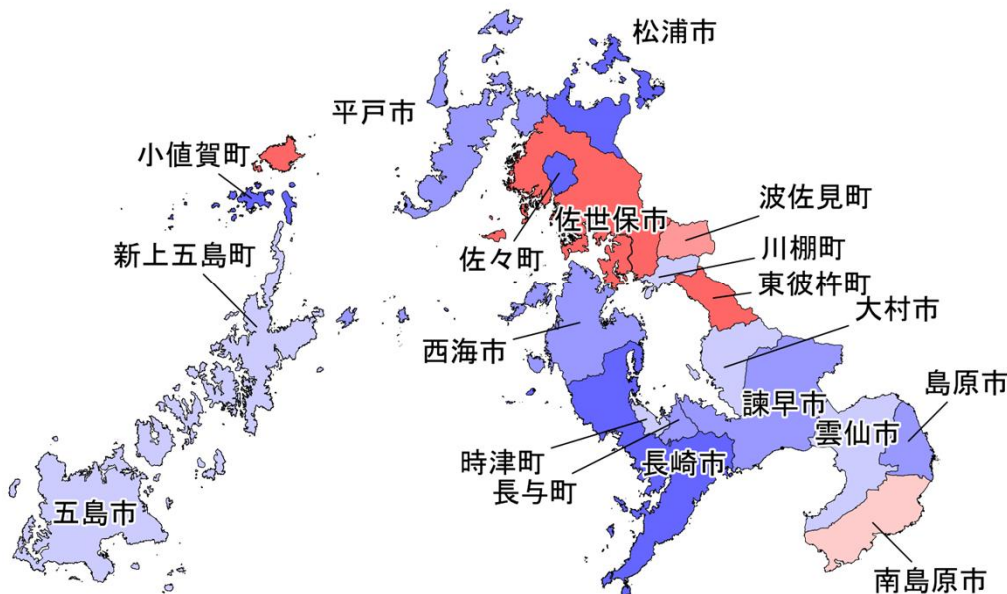 松浦市
平戸市
小値賀町
波佐見町
佐世保市
新上五島町
佐々町
川棚町
東彼杵町
大村市
西海市
島原市
諫早市
雲仙市
時津町
長崎市
長与町
五島市
南島原市